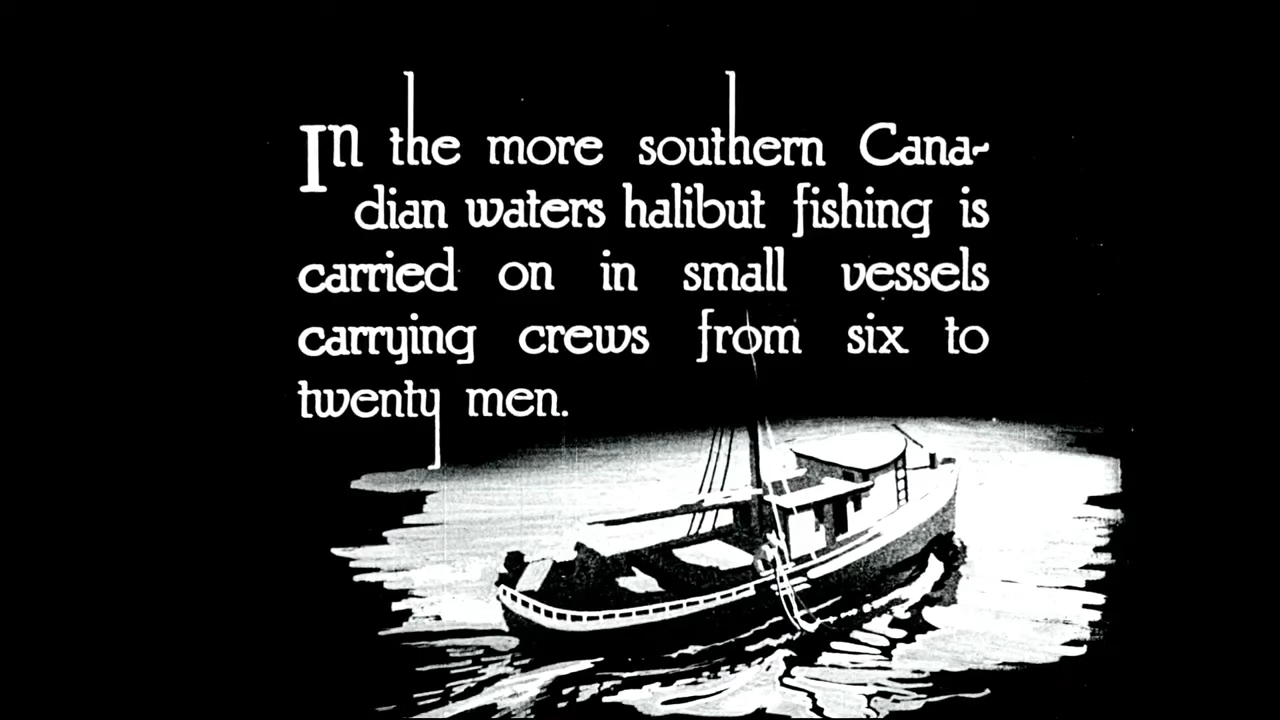 In the more southern Cana-
dian waters halibut fishing is
carried on in small vessels
carrying crews from six to
twenty men.